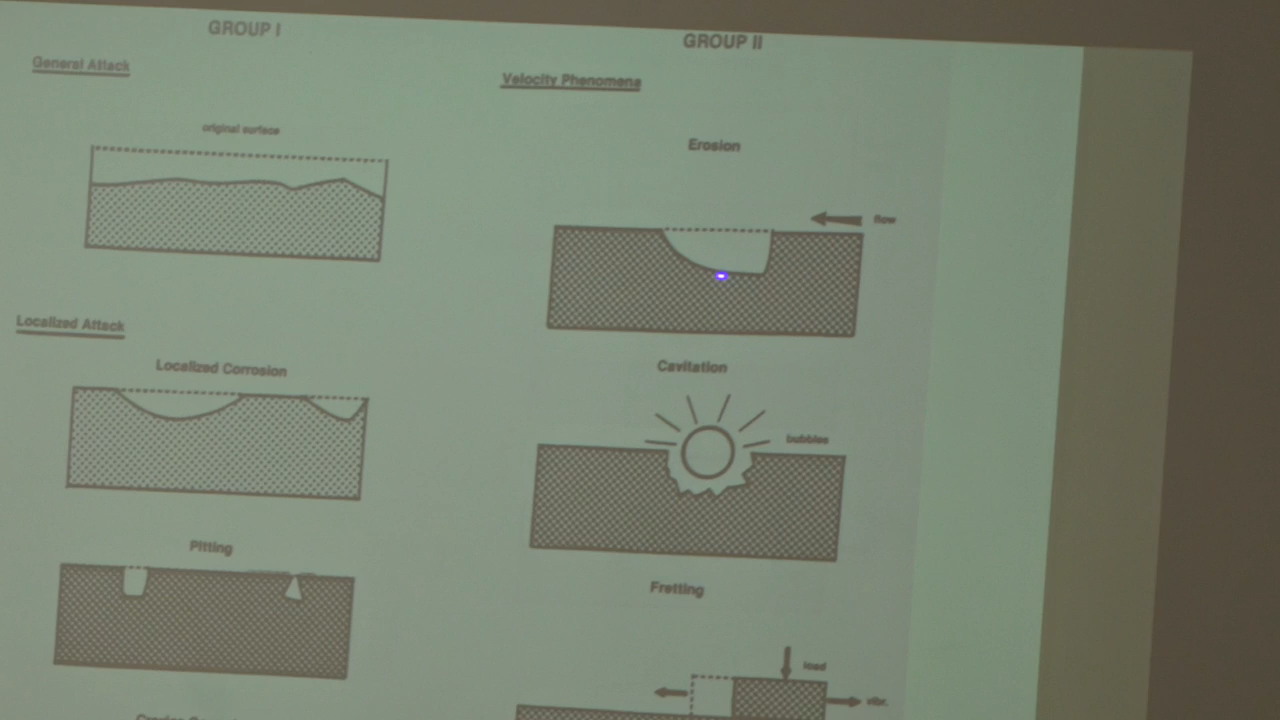 GROUP I
General Attack
original surface
Localized Attack
Localized Corrosion
Pitting
GROUP II
Velocity Phenomena
Erosion
flow
Cavitation
bubbles
Fretting
load
vibr.